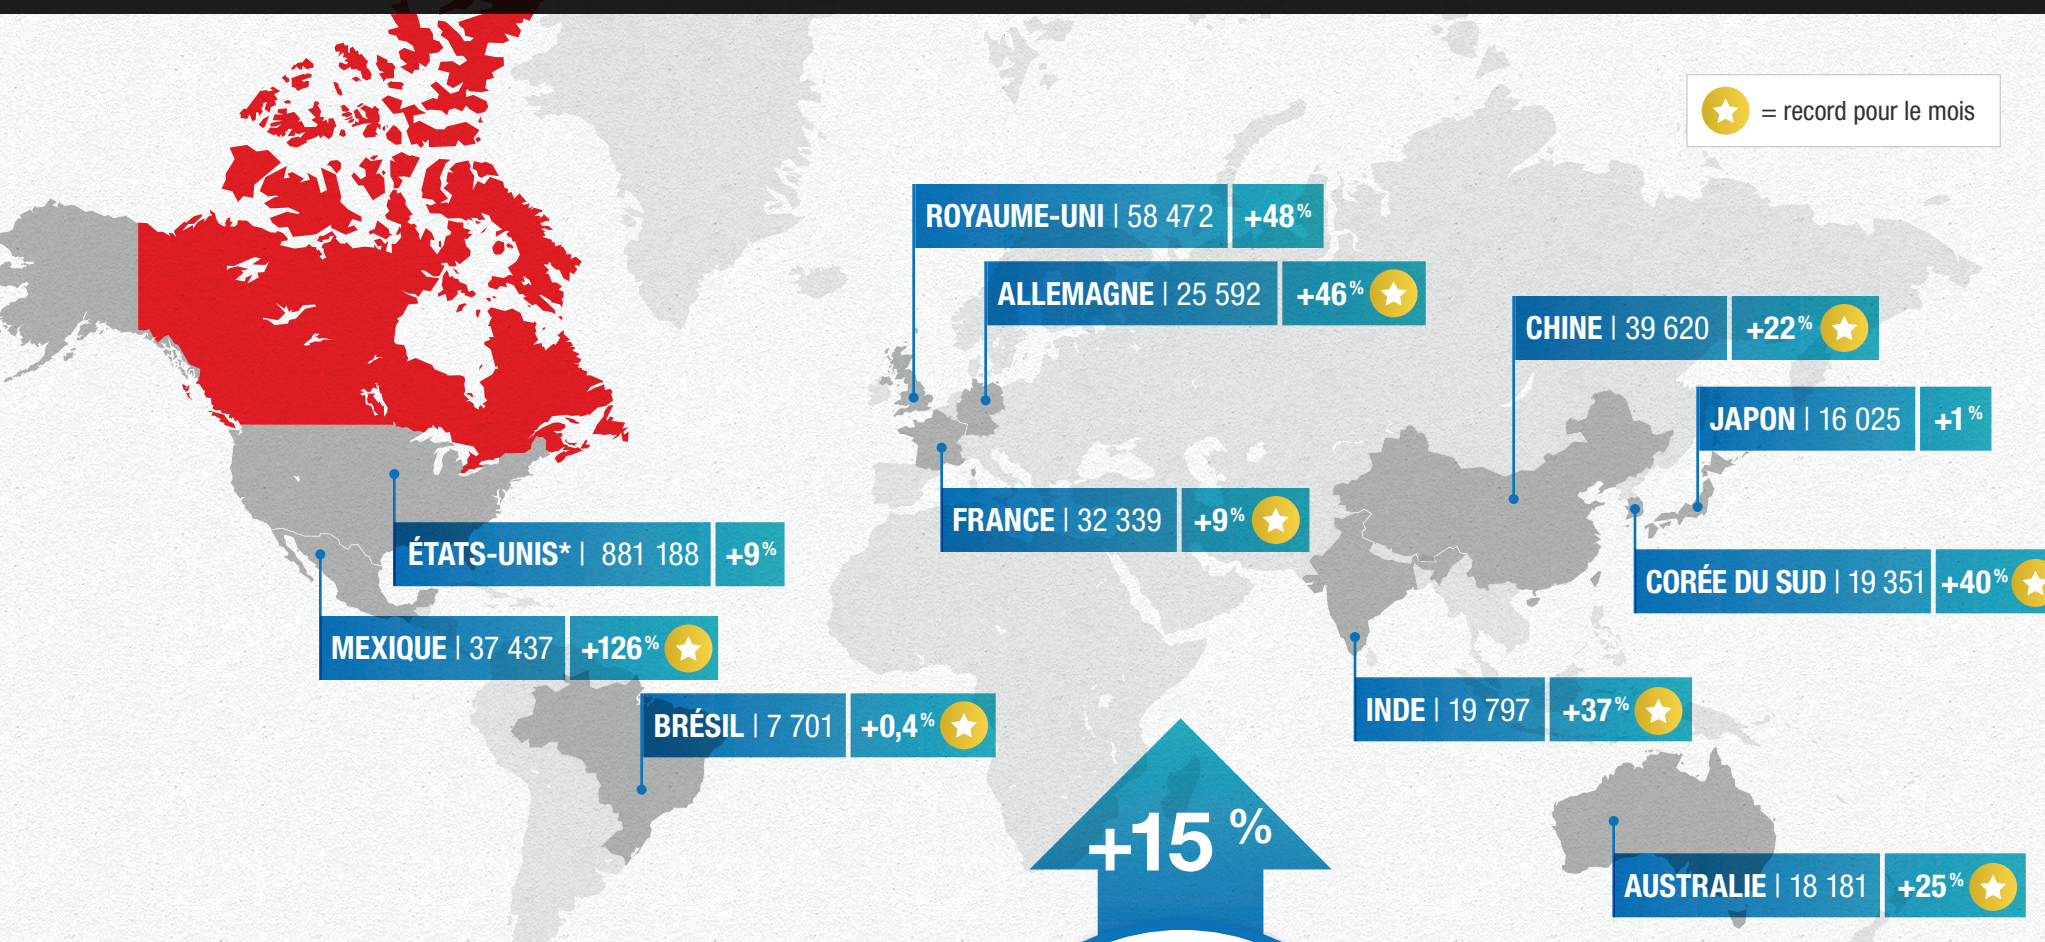 = record pour le mois
ROYAUME-UNI | 58 472 +48%
ALLEMAGNE | 25 592 +46%
CHINE | 39 620 +22%
JAPON | 16 025 +1%
FRANCE | 32 339 +9%
ÉTATS-UNIS* | 881 188 +9%
CORÉE DU SUD | 19 351 +40%
MEXIQUE | 37 437 +126%
INDE | 19 797 +37%
BRÉSIL | 7 701 +0,4%
+15 %
AUSTRALIE | 18 181 +25%